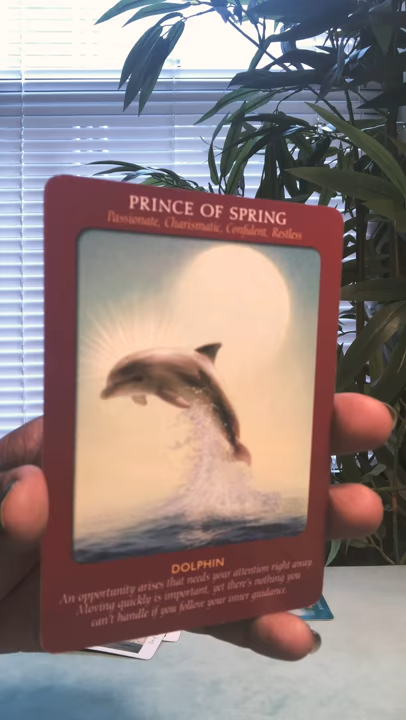 PRINCE OF SPRING
Passionate, Charismatic, Confident, Restless
DOLPHIN
An opportunity arises that needs your attention right away.
Moving quickly is important, yet there's nothing you
can't handle if you follow your inner guidance.